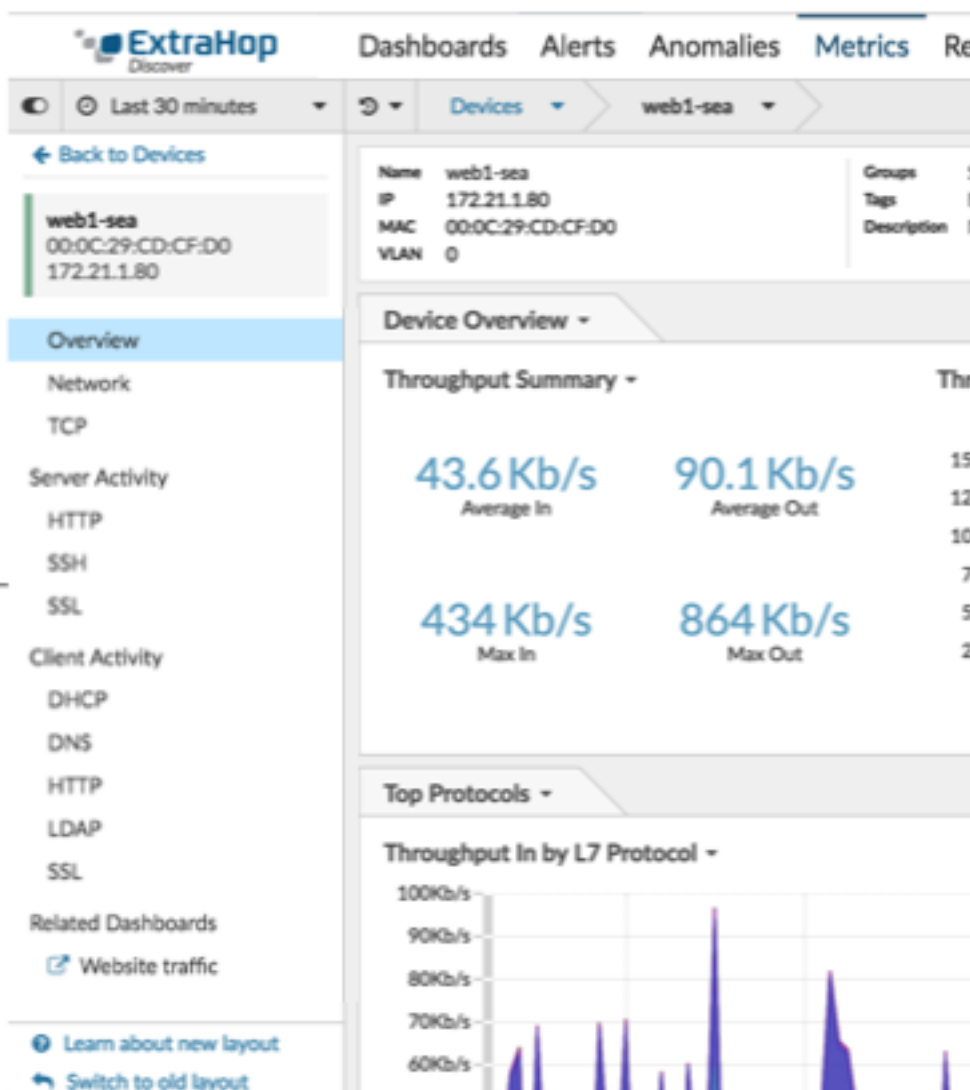 ExtraHop
Discover
Dashboards Alerts Anomalies Metrics
Last 30 minutes
Devices web1-sea
Back to Devices
web1-sea
00:0C:29:CD:CF:D0
172.21.1.80
Overview
Network
TCP
Server Activity
HTTP
SSH
SSL
Client Activity
DHCP
DNS
HTTP
LDAP
SSL
Related Dashboards
Website traffic
Learn about new layout
Switch to old layout
Name web1-sea
IP 172.21.1.80
MAC 00:0C:29:CD:CF:D0
VLAN 0
Groups
Tags
Description
Device Overview
Throughput Summary
43.6 Kb/s
Average In
90.1 Kb/s
Average Out
434 Kb/s
Max In
864 Kb/s
Max Out
Top Protocols
Throughput In by L7 Protocol
100Kb/s
90Kb/s
80Kb/s
70Kb/s
60Kb/s